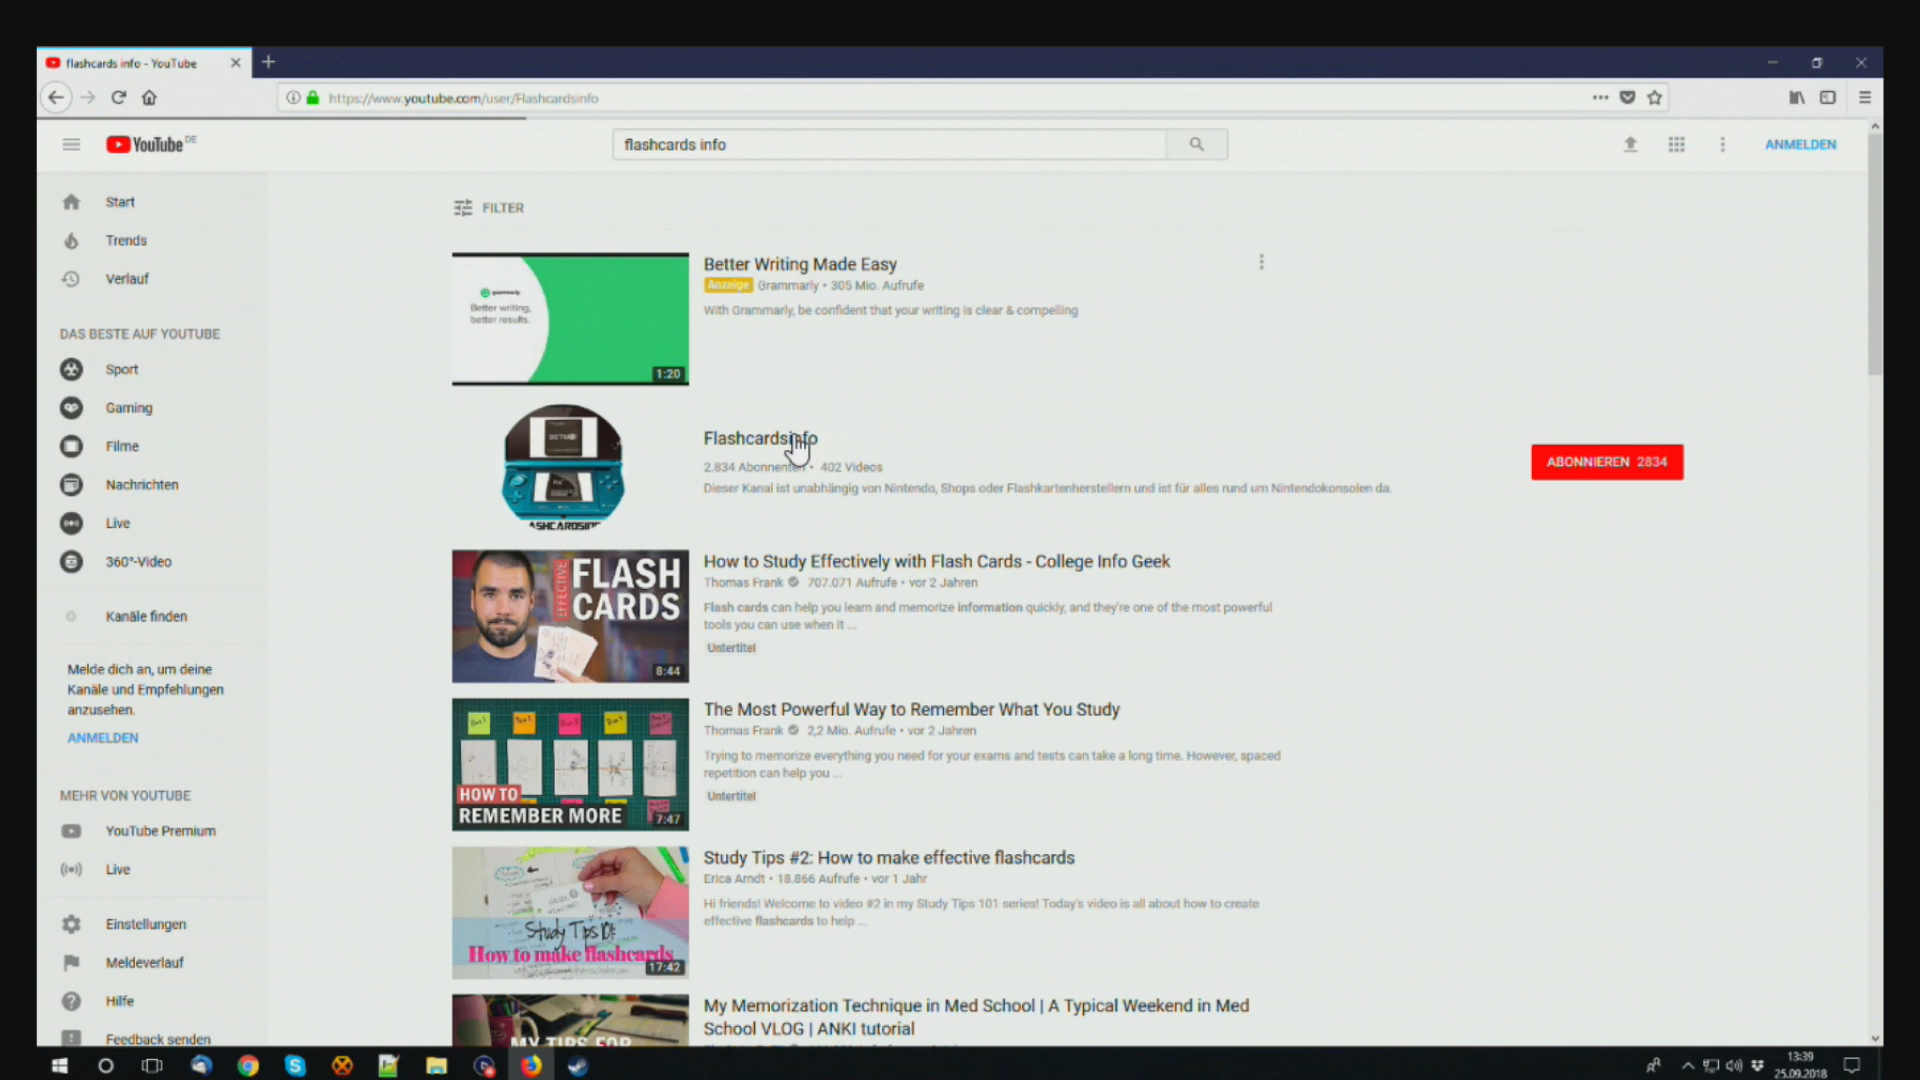 flashcards info - YouTube
https://www.youtube.com/user/Flashcardsinfo
YouTube DE
flashcards info
ANMELDEN
Start
Trends
Verlauf
DAS BESTE AUF YOUTUBE
Sport
Gaming
Filme
Nachrichten
Live
360°-Video
Kanäle finden
Melde dich an, um deine
Kanäle und Empfehlungen
anzusehen.
ANMELDEN
MEHR VON YOUTUBE
YouTube Premium
Live
Einstellungen
Meldeverlauf
Hilfe
Feedback senden
FILTER
grammarly
Better writing,
better results.
1:20
Better Writing Made Easy
Anzeige Grammarly • 305 Mio. Aufrufe
With Grammarly, be confident that your writing is clear & compelling
Flashcardsinfo
2.834 Abonnenten • 402 Videos
Dieser Kanal ist unabhängig von Nintendo, Shops oder Flashkartenherstellern und ist für alles rund um Nintendokonsolen da.
ABONNIEREN 2834
EFFECTIVE
FLASH
CARDS
8:44
How to Study Effectively with Flash Cards - College Info Geek
Thomas Frank 707.071 Aufrufe • vor 2 Jahren
Flash cards can help you learn and memorize information quickly, and they're one of the most powerful
tools you can use when it ...
Untertitel
HOW TO
REMEMBER MORE
7:47
The Most Powerful Way to Remember What You Study
Thomas Frank 2,2 Mio. Aufrufe • vor 2 Jahren
Trying to memorize everything you need for your exams and tests can take a long time. However, spaced
repetition can help you ...
Untertitel
Study Tips 101:
How to make flashcards
17:42
Study Tips #2: How to make effective flashcards
Erica Arndt • 18.866 Aufrufe • vor 1 Jahr
Hi friends! Welcome to video #2 in my Study Tips 101 series! Today's video is all about how to create
effective flashcards to help ...
MY TIPS FOR
My Memorization Technique in Med School | A Typical Weekend in Med
School VLOG | ANKI tutorial
13:39
25.09.2018